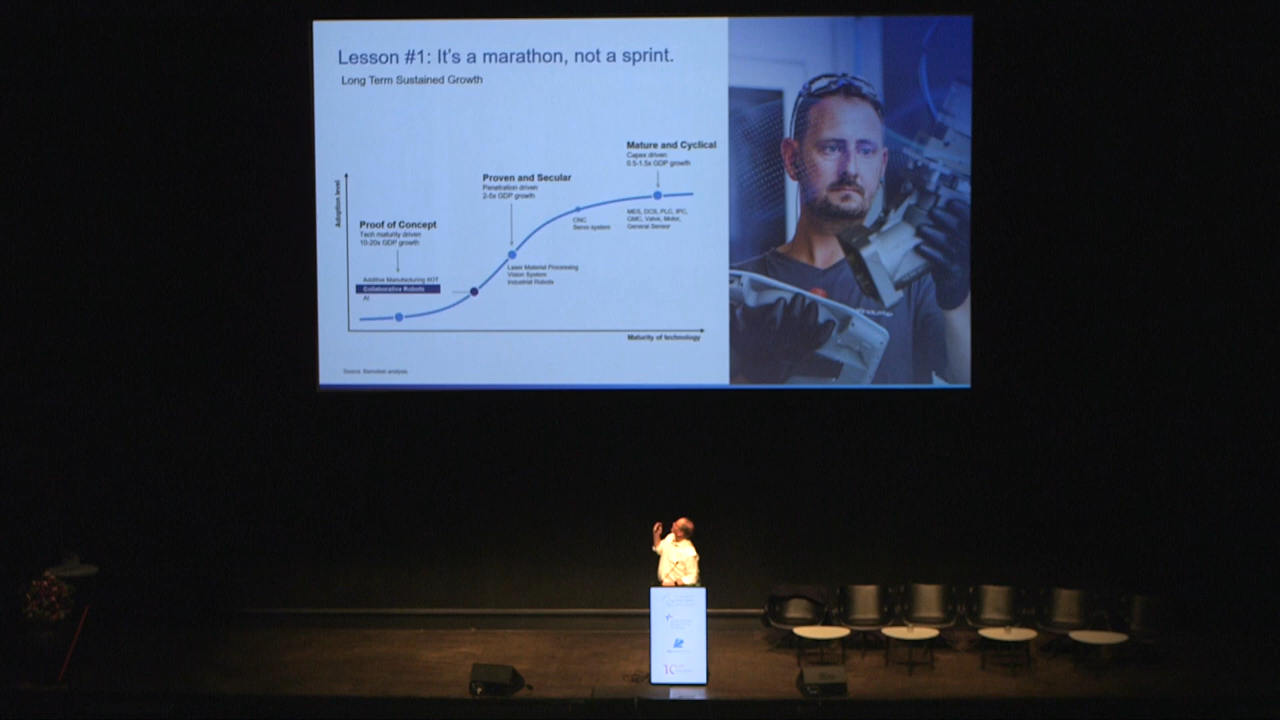 Lesson #1: It's a marathon, not a sprint.
Long Term Sustained Growth
Mature and Cyclical
Capex driven
0.5-1.5x GDP growth
Proven and Secular
Penetration driven
2-5x GDP growth
Adoption level
Proof of Concept
Tech maturity driven
10-20x GDP growth
CNC
Servo system
MES, DCS, PLC, IPC,
CMC, Valve, Motor,
General Sensor
Laser Material Processing
Vision System
Industrial Robots
Additive Manufacturing IIOT
Collaborative Robots
AI
Maturity of technology
Source: Bernstein analysis.
10